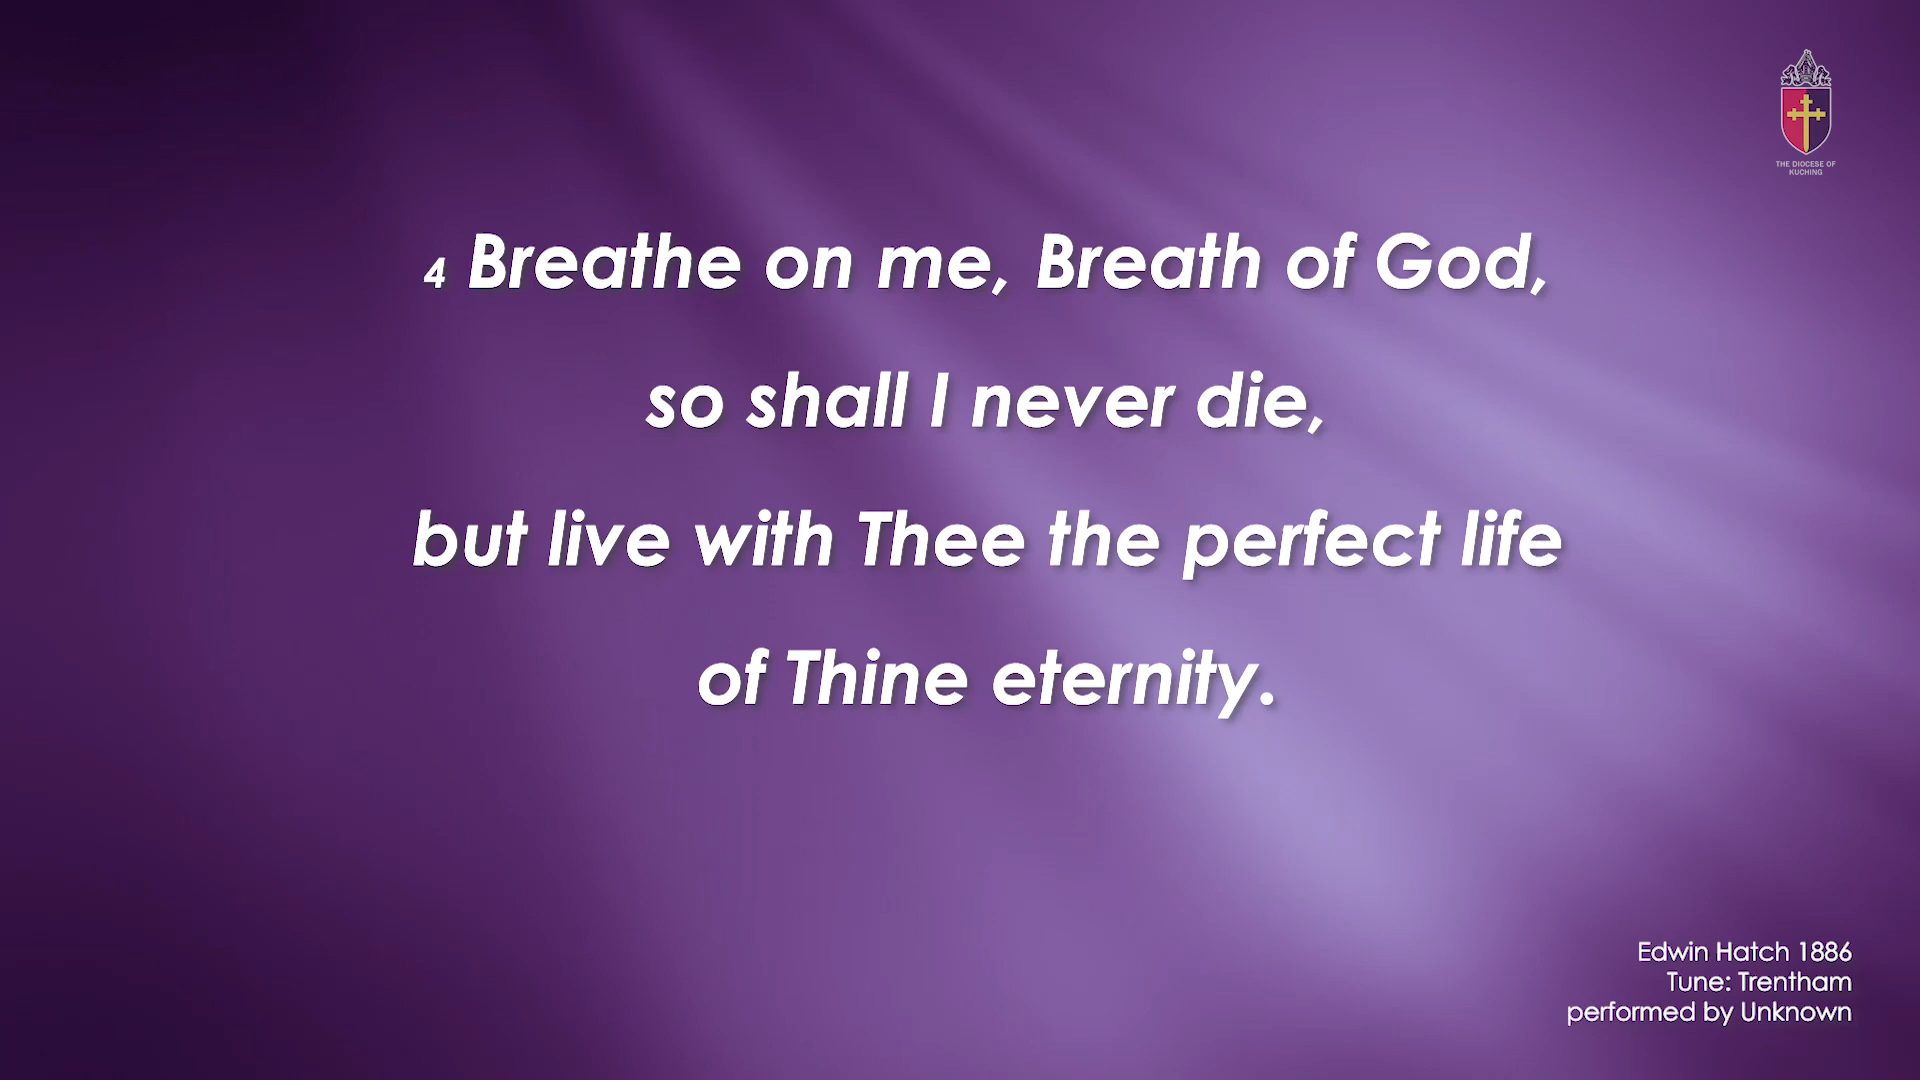 THE DIOCESE OF
KUCHING
4 Breathe on me, Breath of God,
so shall I never die,
but live with Thee the perfect life
of Thine eternity.
Edwin Hatch 1886
Tune: Trentham
performed by Unknown